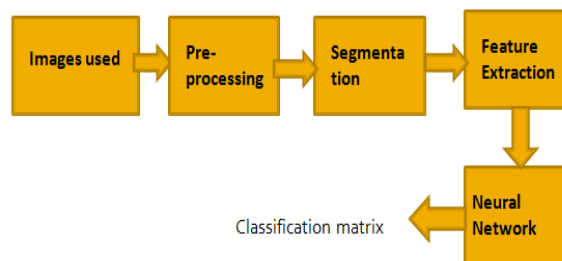 Images used
Pre-
processing
Segmenta
tion
Feature
Extraction
Neural
Network
Classification matrix